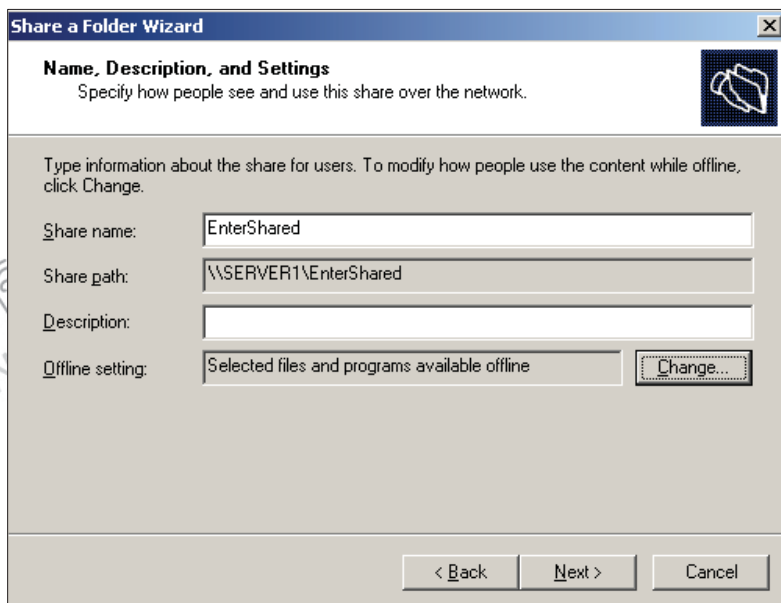 Share a Folder Wizard
Name, Description, and Settings
Specify how people see and use this share over the network.
Type information about the share for users. To modify how people use the content while offline,
click Change.
Share name: EnterShared
Share path: \\SERVER1\EnterShared
Description:
Offline setting: Selected files and programs available offline Change...
< Back Next > Cancel